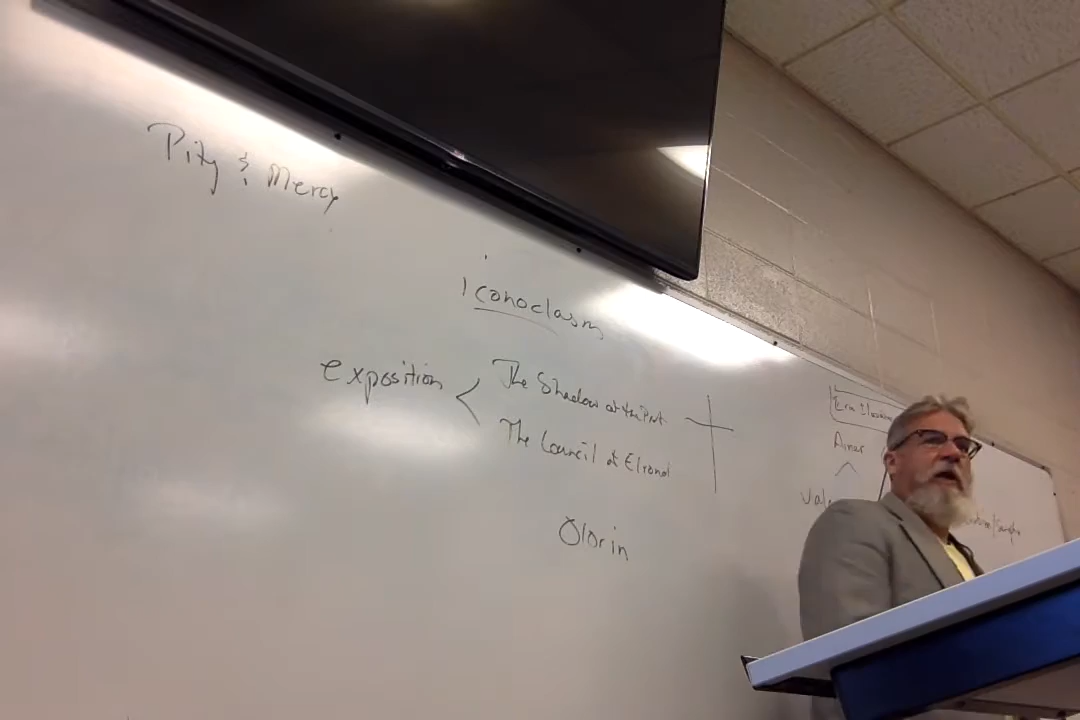 Pity & Mercy
Iconoclasm
exposition
The Shadow of the Past
The Council of Elrond
Olorin
Ainur